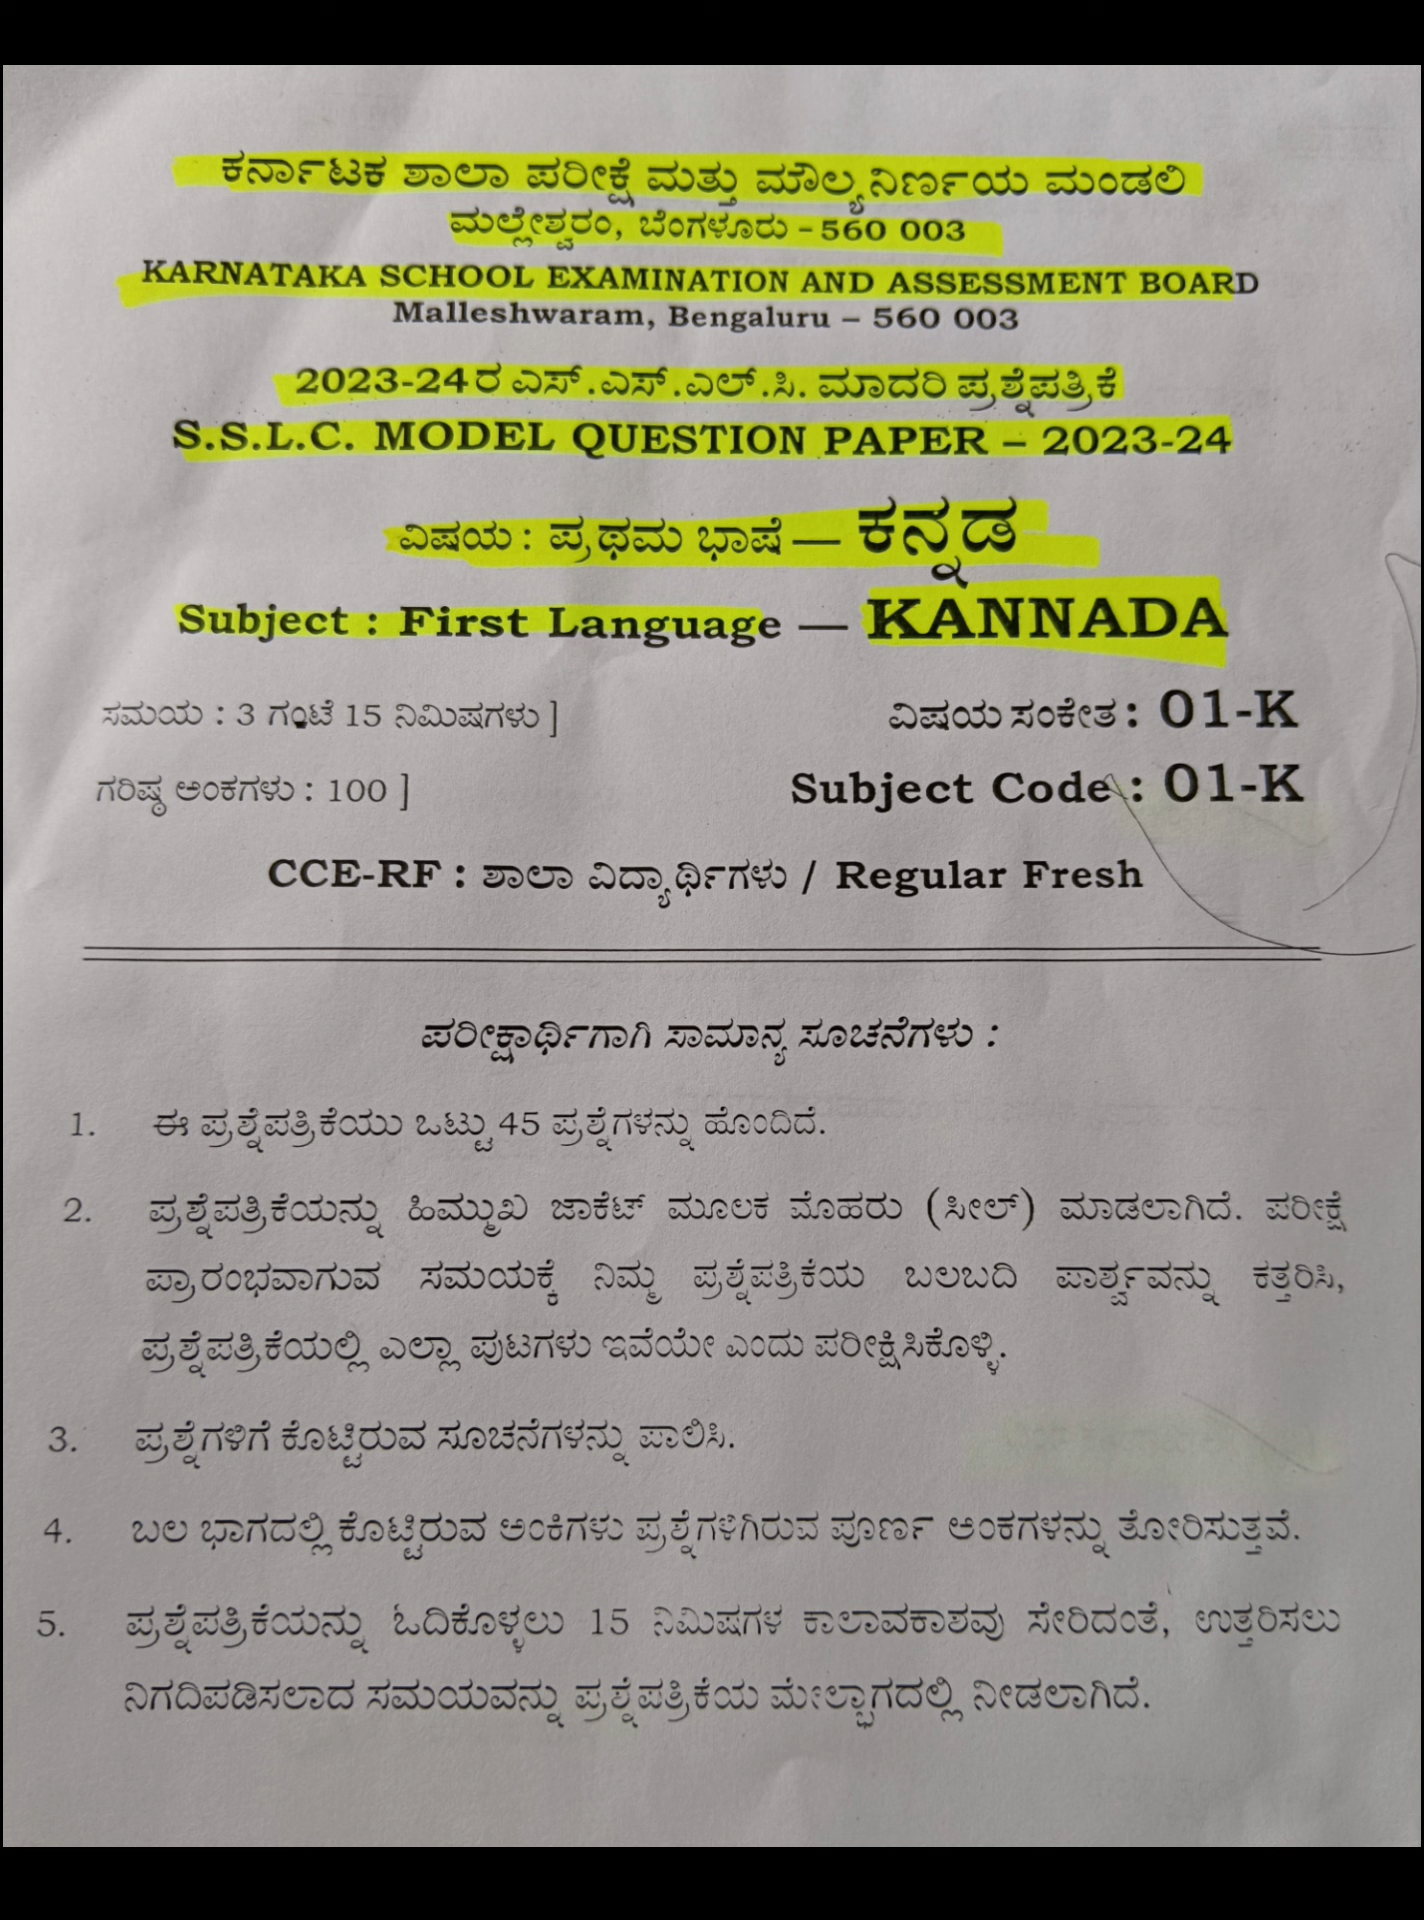 ಕರ್ನಾಟಕ ಶಾಲಾ ಪರೀಕ್ಷೆ ಮತ್ತು ಮೌಲ್ಯನಿರ್ಣಯ ಮಂಡಲಿ
ಮಲ್ಲೇಶ್ವರಂ, ಬೆಂಗಳೂರು - 560 003
KARNATAKA SCHOOL EXAMINATION AND ASSESSMENT BOARD
Malleshwaram, Bengaluru – 560 003
2023-24ರ ಎಸ್.ಎಸ್.ಎಲ್.ಸಿ. ಮಾದರಿ ಪ್ರಶ್ನೆಪತ್ರಿಕೆ
S.S.L.C. MODEL QUESTION PAPER – 2023-24
ವಿಷಯ : ಪ್ರಥಮ ಭಾಷೆ — ಕನ್ನಡ
Subject : First Language — KANNADA
ಸಮಯ : 3 ಗಂಟೆ 15 ನಿಮಿಷಗಳು ] ವಿಷಯ ಸಂಕೇತ : 01-K
ಗರಿಷ್ಠ ಅಂಕಗಳು : 100 ] Subject Code : 01-K
CCE-RF : ಶಾಲಾ ವಿದ್ಯಾರ್ಥಿಗಳು / Regular Fresh
ಪರೀಕ್ಷಾರ್ಥಿಗಾಗಿ ಸಾಮಾನ್ಯ ಸೂಚನೆಗಳು :
1. ಈ ಪ್ರಶ್ನೆಪತ್ರಿಕೆಯು ಒಟ್ಟು 45 ಪ್ರಶ್ನೆಗಳನ್ನು ಹೊಂದಿದೆ.
2. ಪ್ರಶ್ನೆಪತ್ರಿಕೆಯನ್ನು ಹಿಮ್ಮುಖ ಜಾಕೆಟ್ ಮೂಲಕ ಮೊಹರು (ಸೀಲ್) ಮಾಡಲಾಗಿದೆ. ಪರೀಕ್ಷೆ
ಪ್ರಾರಂಭವಾಗುವ ಸಮಯಕ್ಕೆ ನಿಮ್ಮ ಪ್ರಶ್ನೆಪತ್ರಿಕೆಯ ಬಲಬದಿ ಪಾರ್ಶ್ವವನ್ನು ಕತ್ತರಿಸಿ,
ಪ್ರಶ್ನೆಪತ್ರಿಕೆಯಲ್ಲಿ ಎಲ್ಲಾ ಪುಟಗಳು ಇವೆಯೇ ಎಂದು ಪರೀಕ್ಷಿಸಿಕೊಳ್ಳಿ.
3. ಪ್ರಶ್ನೆಗಳಿಗೆ ಕೊಟ್ಟಿರುವ ಸೂಚನೆಗಳನ್ನು ಪಾಲಿಸಿ.
4. ಬಲ ಭಾಗದಲ್ಲಿ ಕೊಟ್ಟಿರುವ ಅಂಕಿಗಳು ಪ್ರಶ್ನೆಗಳಿಗಿರುವ ಪೂರ್ಣ ಅಂಕಗಳನ್ನು ತೋರಿಸುತ್ತವೆ.
5. ಪ್ರಶ್ನೆಪತ್ರಿಕೆಯನ್ನು ಓದಿಕೊಳ್ಳಲು 15 ನಿಮಿಷಗಳ ಕಾಲಾವಕಾಶವು ಸೇರಿದಂತೆ, ಉತ್ತರಿಸಲು
ನಿಗದಿಪಡಿಸಲಾದ ಸಮಯವನ್ನು ಪ್ರಶ್ನೆಪತ್ರಿಕೆಯ ಮೇಲ್ಭಾಗದಲ್ಲಿ ನೀಡಲಾಗಿದೆ.